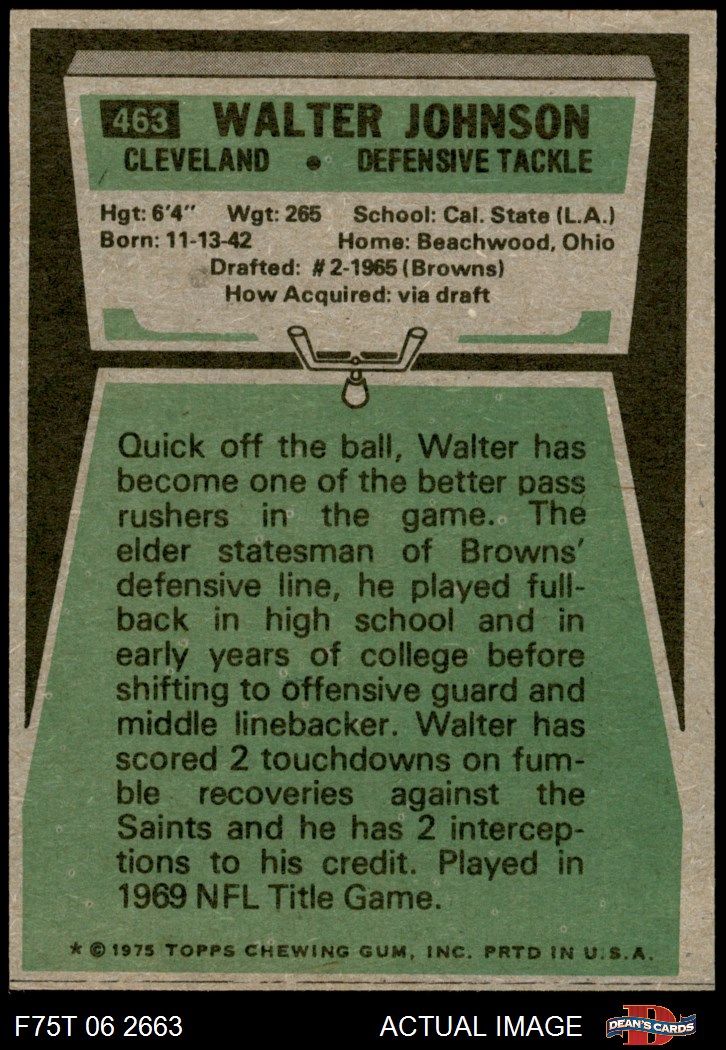 463 WALTER JOHNSON
CLEVELAND • DEFENSIVE TACKLE
Hgt: 6'4" Wgt: 265 School: Cal. State (L.A.)
Born: 11-13-42 Home: Beachwood, Ohio
Drafted: #2-1965 (Browns)
How Acquired: via draft
Quick off the ball, Walter has
become one of the better pass
rushers in the game. The
elder statesman of Browns'
defensive line, he played full-
back in high school and in
early years of college before
shifting to offensive guard and
middle linebacker. Walter has
scored 2 touchdowns on fum-
ble recoveries against the
Saints and he has 2 intercep-
tions to his credit. Played in
1969 NFL Title Game.
* © 1975 TOPPS CHEWING GUM, INC. PRTD IN U.S.A.
F75T 06 2663 ACTUAL IMAGE D DEAN'S CARDS